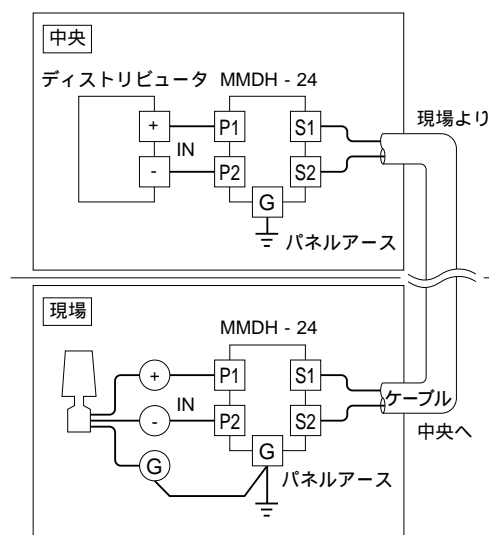 中央
ディストリビュータ MMDH - 24
現場より
+ P1 S1
IN
- P2 S2
G
パネルアース
現場
MMDH - 24
+ P1 S1
IN
ケーブル
- P2 S2
中央へ
G G
パネルアース